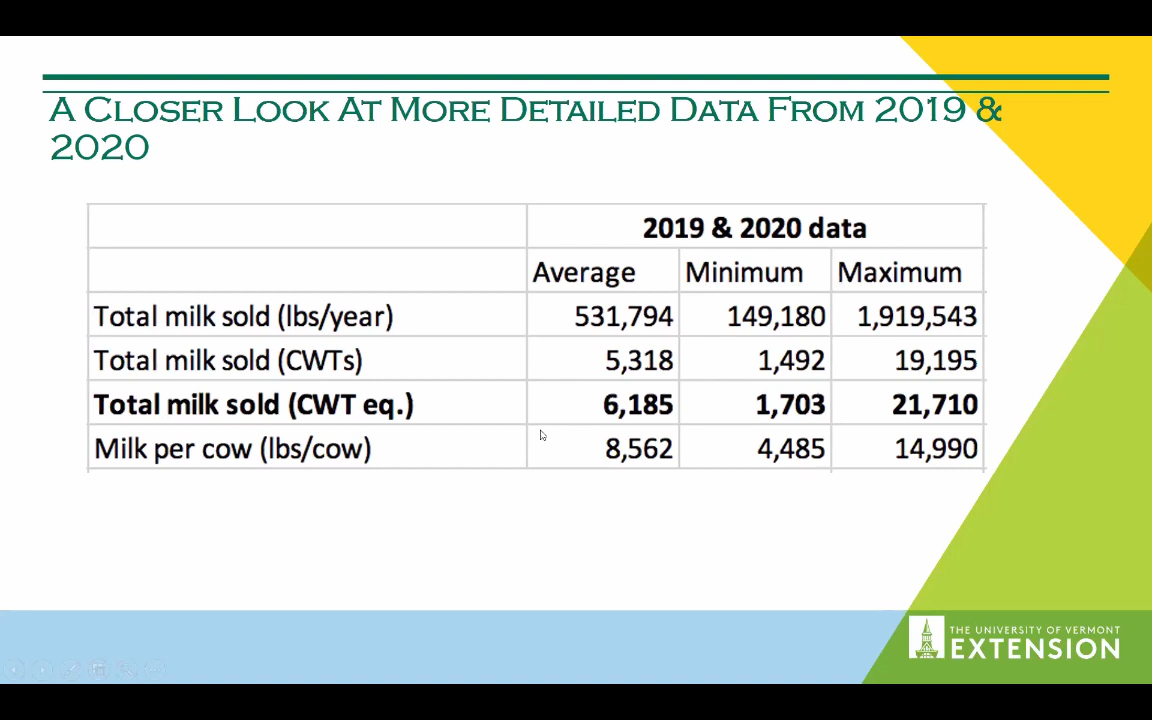 A Closer Look At More Detailed Data From 2019 &
2020
2019 & 2020 data
Average Minimum Maximum
Total milk sold (lbs/year) 531,794 149,180 1,919,543
Total milk sold (CWTs) 5,318 1,492 19,195
Total milk sold (CWT eq.) 6,185 1,703 21,710
Milk per cow (lbs/cow) 8,562 4,485 14,990
THE UNIVERSITY OF VERMONT
EXTENSION